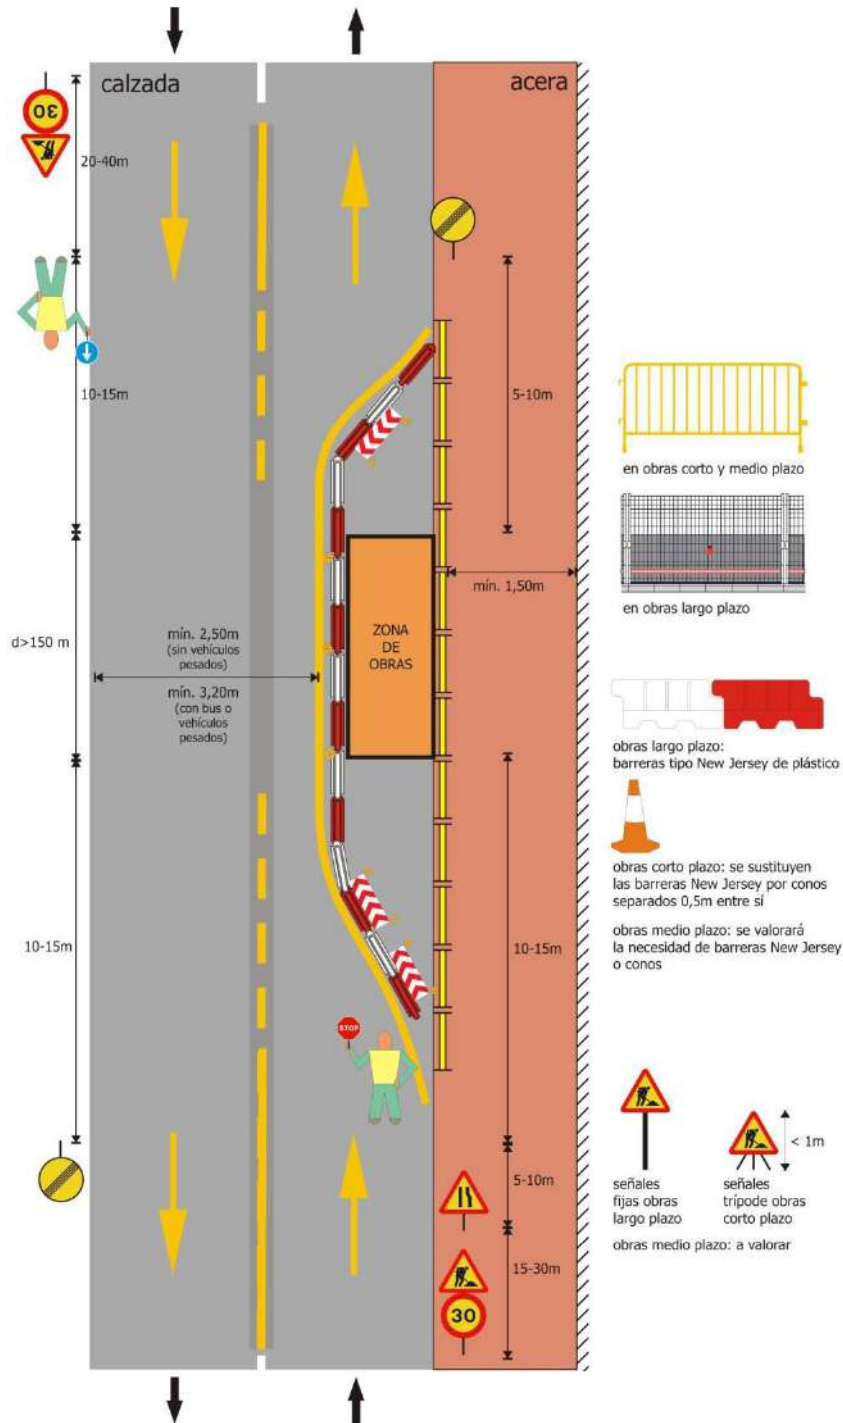 calzada
acera
30
20-40m
10-15m
5-10m
en obras corto y medio plazo
mín. 1,50m
en obras largo plazo
d>150 m
mín. 2,50m
(sin vehículos
pesados)
mín. 3,20m
(con bus o
vehículos
pesados)
ZONA
DE
OBRAS
obras largo plazo:
barreras tipo New Jersey de plástico
obras corto plazo: se sustituyen
las barreras New Jersey por conos
separados 0,5m entre sí
obras medio plazo: se valorará
la necesidad de barreras New Jersey
o conos
10-15m
10-15m
STOP
5-10m
15-30m
30
< 1m
señales
fijas obras
largo plazo
señales
trípode obras
corto plazo
obras medio plazo: a valorar